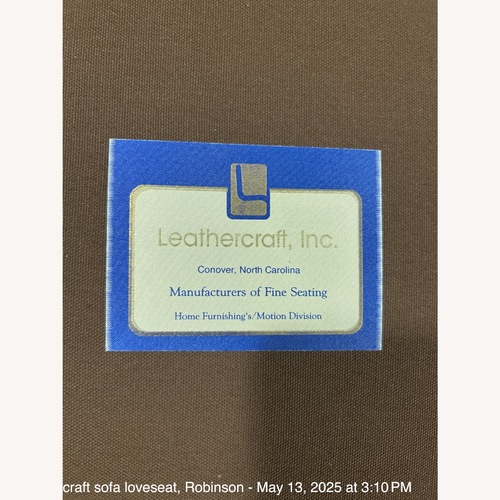 L
Leathercraft, Inc.
Conover, North Carolina
Manufacturers of Fine Seating
Home Furnishing's/Motion Division
craft sofa loveseat, Robinson - May 13, 2025 at 3:10 PM